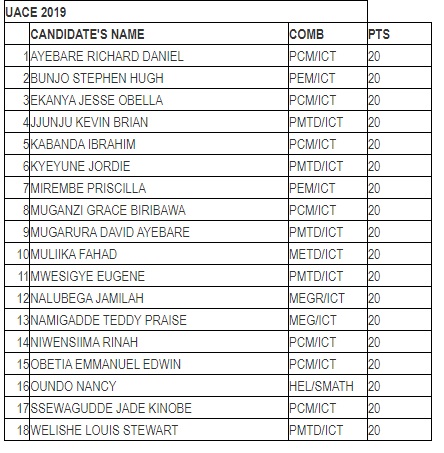 UACE 2019
CANDIDATE'S NAME COMB PTS
1 AYEBARE RICHARD DANIEL PCM/ICT 20
2 BUNJO STEPHEN HUGH PEM/ICT 20
3 EKANYA JESSE OBELLA PCM/ICT 20
4 JJUNJU KEVIN BRIAN PMTD/ICT 20
5 KABANDA IBRAHIM PCM/ICT 20
6 KYEYUNE JORDIE PMTD/ICT 20
7 MIREMBE PRISCILLA PEM/ICT 20
8 MUGANZI GRACE BIRIBAWA PCM/ICT 20
9 MUGARURA DAVID AYEBARE PMTD/ICT 20
10 MULIIKA FAHAD METD/ICT 20
11 MWESIGYE EUGENE PMTD/ICT 20
12 NALUBEGA JAMILAH MEGR/ICT 20
13 NAMIGADDE TEDDY PRAISE MEG/ICT 20
14 NIWENSIIMA RINAH PCM/ICT 20
15 OBETIA EMMANUEL EDWIN PCM/ICT 20
16 OUNDO NANCY HEL/SMATH 20
17 SSEWAGUDDE JADE KINOBE PCM/ICT 20
18 WELISHE LOUIS STEWART PMTD/ICT 20